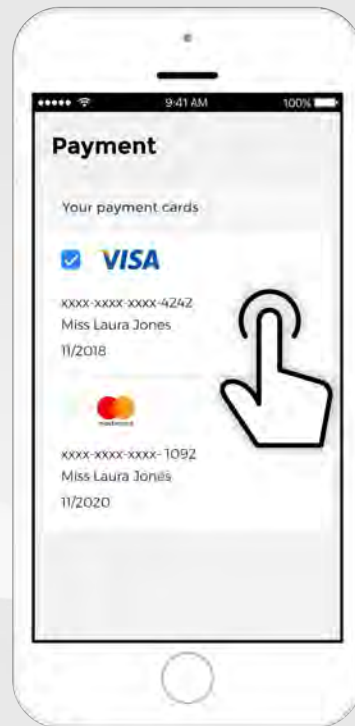 9:41 AM 100%
Payment
Your payment cards
VISA
xxxx-xxxx-xxxx-4242
Miss Laura Jones
11/2018
mastercard
xxxx-xxxx-xxxx-1092
Miss Laura Jones
11/2020